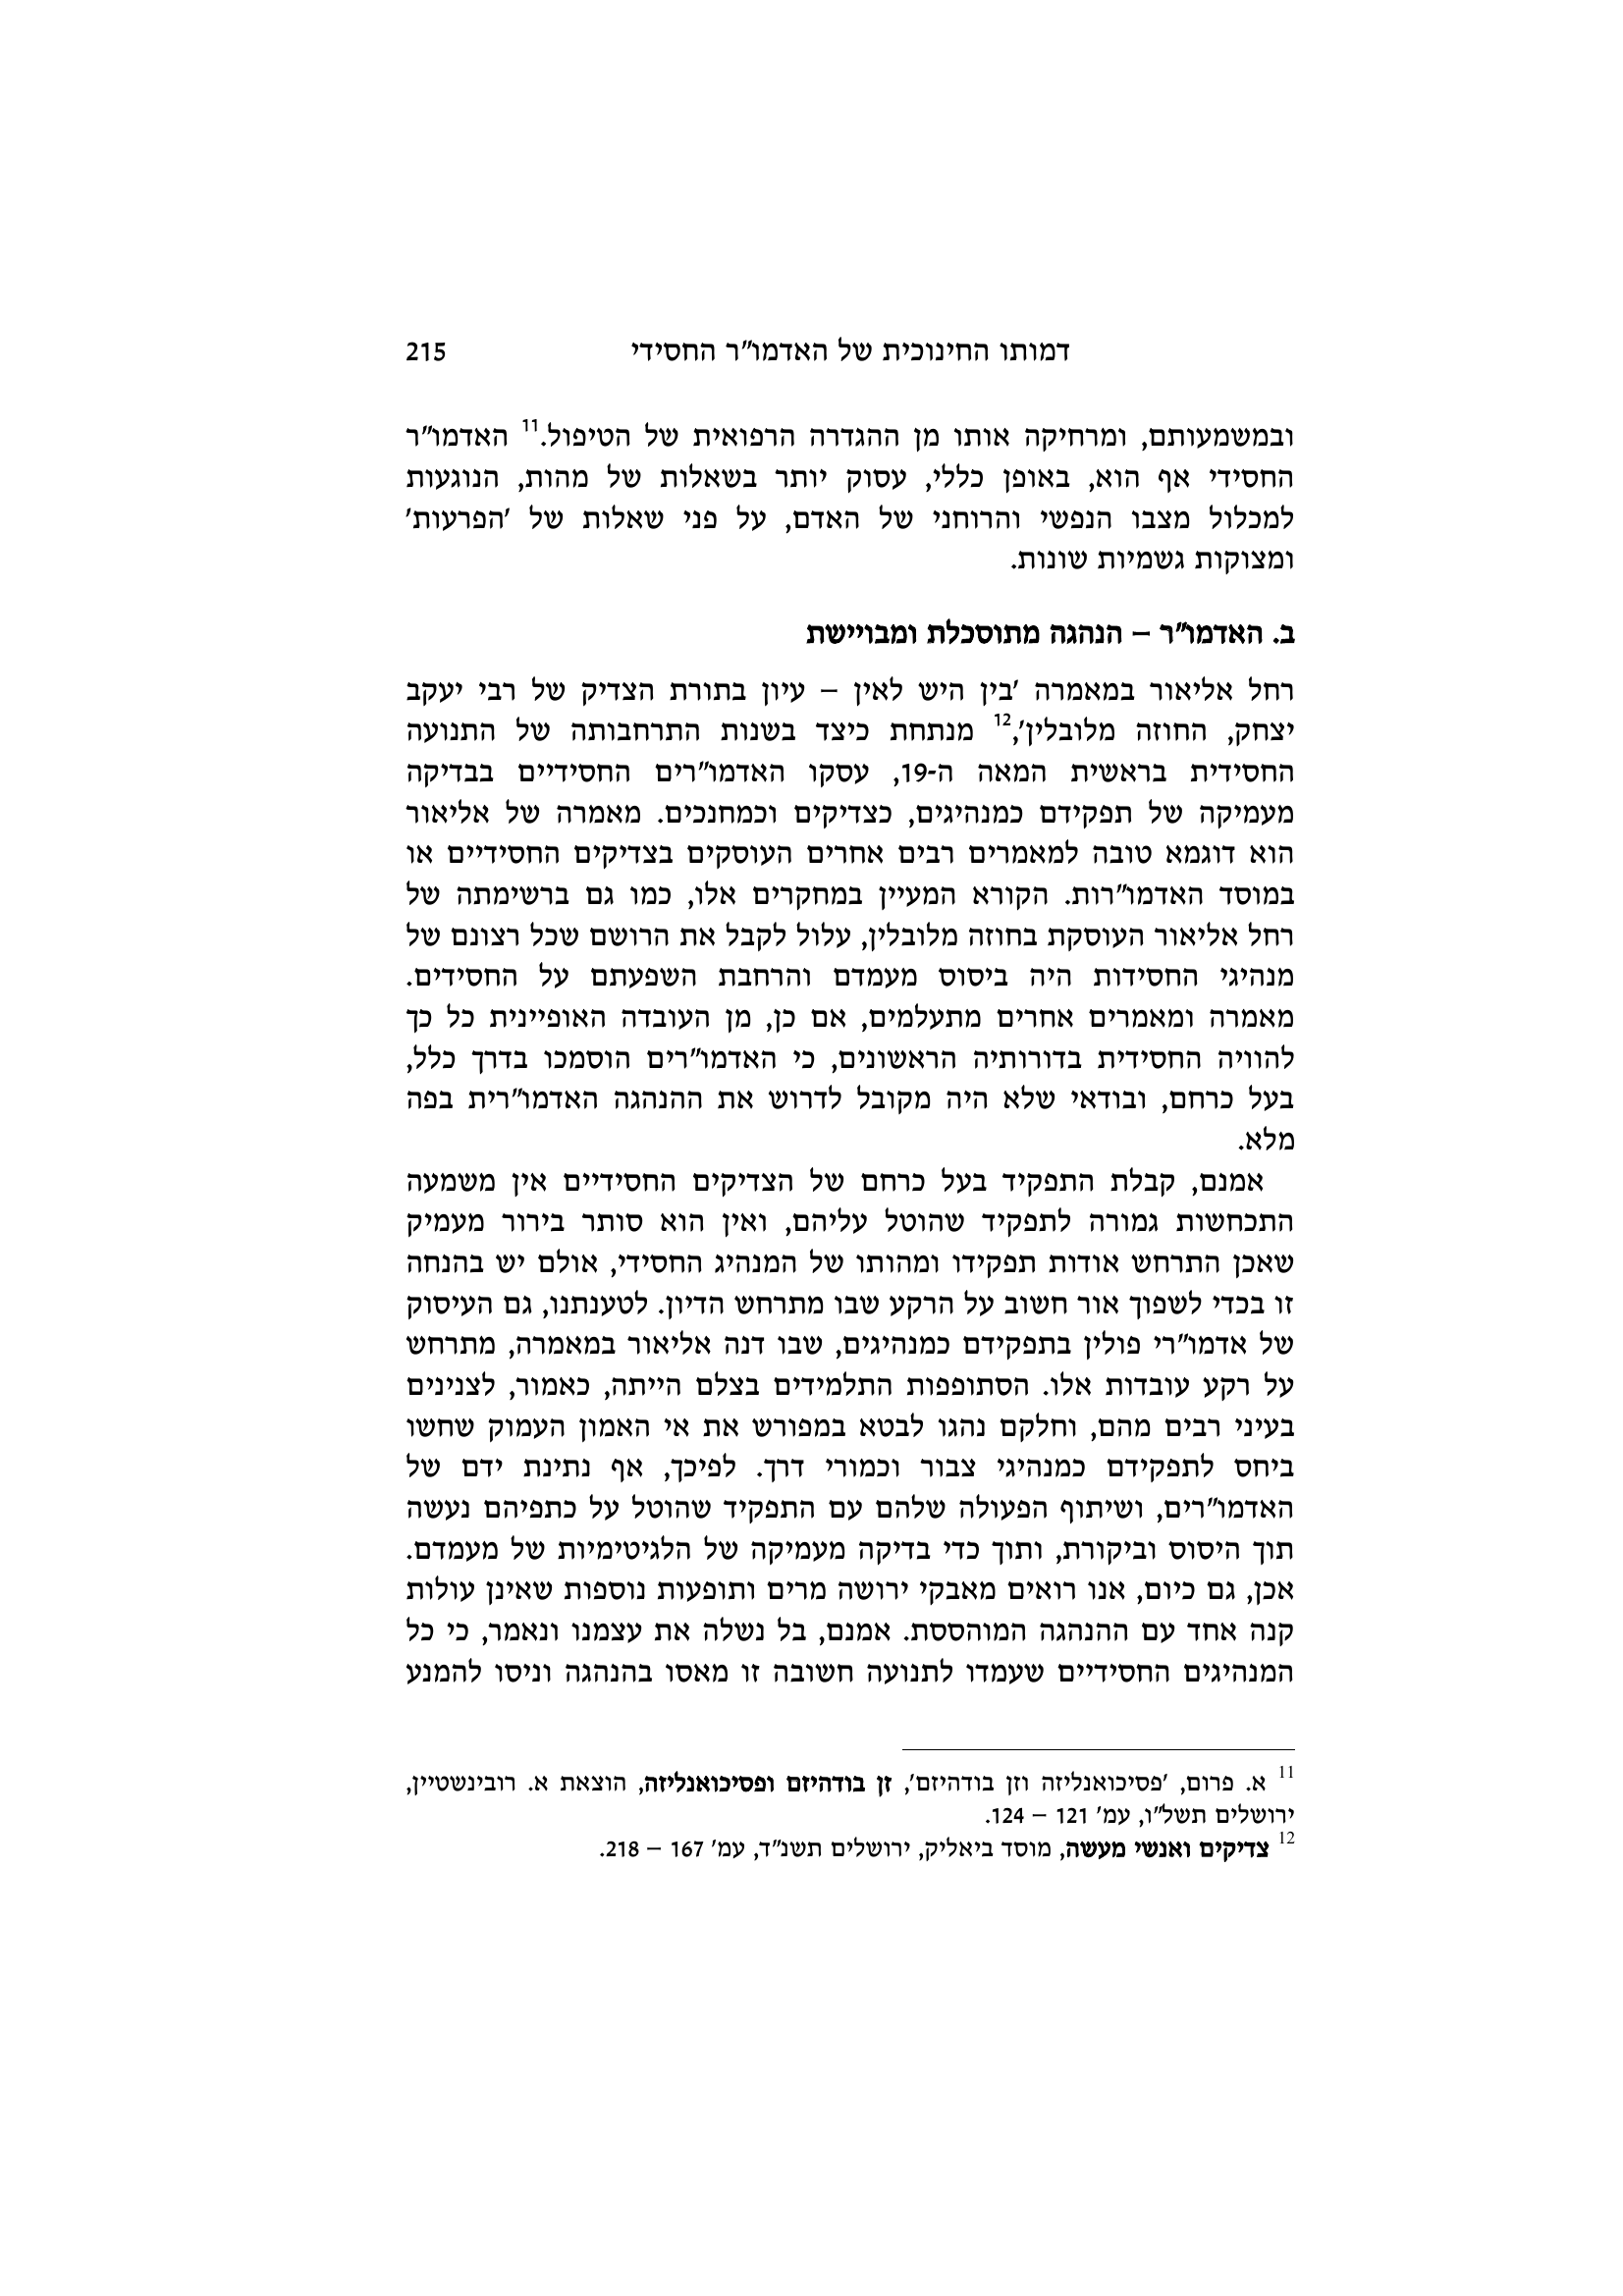 דמותו החינוכית של האדמו"ר החסידי 215
ובמשמעותם, ומרחיקה אותו מן ההגדרה הרפואית של הטיפול.11 האדמו"ר
החסידי אף הוא, באופן כללי, עסוק יותר בשאלות של מהות, הנוגעות
למכלול מצבו הנפשי והרוחני של האדם, על פני שאלות של 'הפרעות'
ומצוקות גשמיות שונות.
ב. האדמו"ר – הנהגה מתוסכלת ומבויישת
רחל אליאור במאמרה 'בין היש לאין – עיון בתורת הצדיק של רבי יעקב
יצחק, החוזה מלובלין',12 מנתחת כיצד בשנות התרחבותה של התנועה
החסידית בראשית המאה ה-19, עסקו האדמו"רים החסידיים בבדיקה
מעמיקה של תפקידם כמנהיגים, כצדיקים וכמחנכים. מאמרה של אליאור
הוא דוגמא טובה למאמרים רבים אחרים העוסקים בצדיקים החסידיים או
במוסד האדמו"רות. הקורא המעיין במחקרים אלו, כמו גם ברשימתה של
רחל אליאור העוסקת בחוזה מלובלין, עלול לקבל את הרושם שכל רצונם של
מנהיגי החסידות היה ביסוס מעמדם והרחבת השפעתם על החסידים.
מאמרה ומאמרים אחרים מתעלמים, אם כן, מן העובדה האופיינית כל כך
להוויה החסידית בדורותיה הראשונים, כי האדמו"רים הוסמכו בדרך כלל,
בעל כרחם, ובודאי שלא היה מקובל לדרוש את ההנהגה האדמו"רית בפה
מלא.
אמנם, קבלת התפקיד בעל כרחם של הצדיקים החסידיים אין משמעה
התכחשות גמורה לתפקיד שהוטל עליהם, ואין הוא סותר בירור מעמיק
שאכן התרחש אודות תפקידו ומהותו של המנהיג החסידי, אולם יש בהנחה
זו בכדי לשפוך אור חשוב על הרקע שבו מתרחש הדיון. לטענתנו, גם העיסוק
של אדמו"רי פולין בתפקידם כמנהיגים, שבו דנה אליאור במאמרה, מתרחש
על רקע עובדות אלו. הסתופפות התלמידים בצלם הייתה, כאמור, לצנינים
בעיני רבים מהם, וחלקם נהגו לבטא במפורש את אי האמון העמוק שחשו
ביחס לתפקידם כמנהיגי צבור וכמורי דרך. לפיכך, אף נתינת ידם של
האדמו"רים, ושיתוף הפעולה שלהם עם התפקיד שהוטל על כתפיהם נעשה
תוך היסוס וביקורת, ותוך כדי בדיקה מעמיקה של הלגיטימיות של מעמדם.
אכן, גם כיום, אנו רואים מאבקי ירושה מרים ותופעות נוספות שאינן עולות
קנה אחד עם ההנהגה המוהססת. אמנם, בל נשלה את עצמנו ונאמר, כי כל
המנהיגים החסידיים שעמדו לתנועה חשובה זו מאסו בהנהגה וניסו להמנע
11 א. פרום, 'פסיכואנליזה וזן בודהיזם', זן בודהיזם ופסיכואנליזה, הוצאת א. רובינשטיין,
ירושלים תשל"ו, עמ' 121 – 124.
12 צדיקים ואנשי מעשה, מוסד ביאליק, ירושלים תשנ"ד, עמ' 167 – 218.